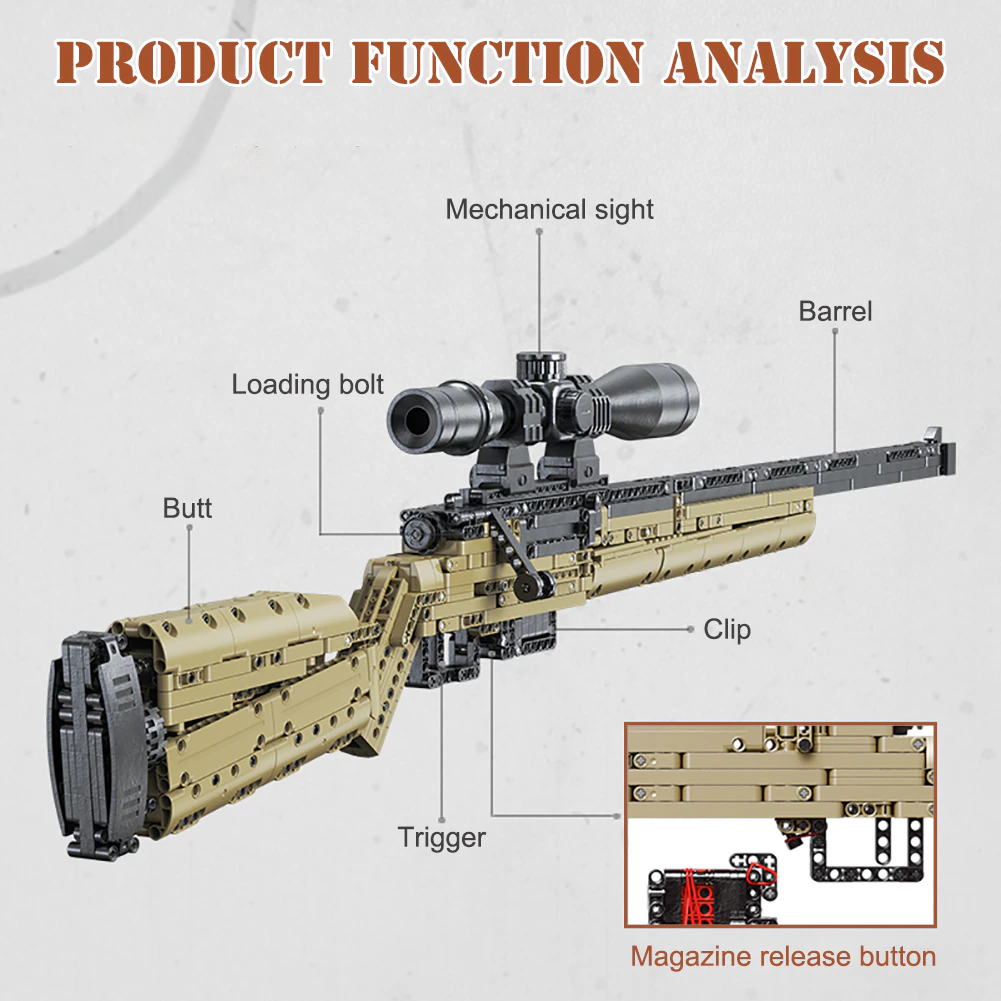 PRODUCT FUNCTION ANALYSIS
Mechanical sight
Barrel
Loading bolt
Butt
Clip
Trigger
Magazine release button